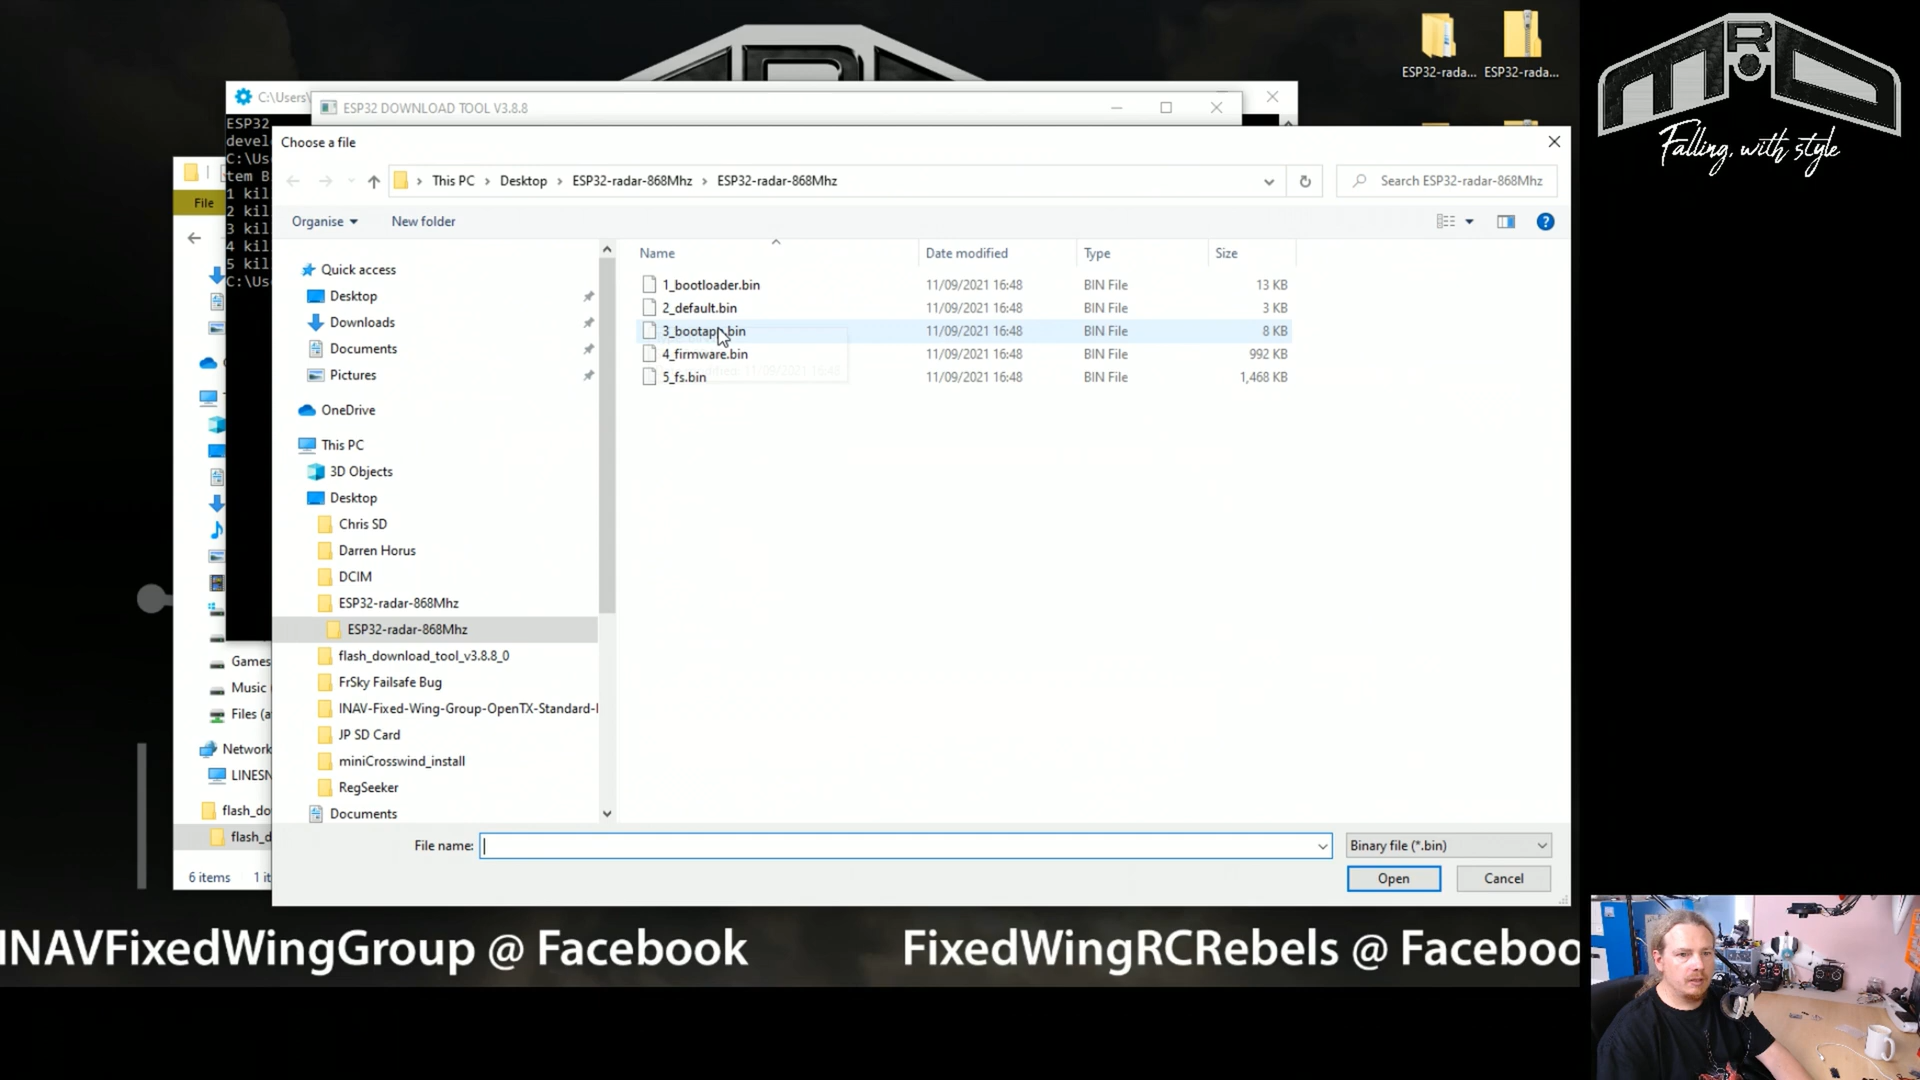 ESP32-rada...
ESP32-rada...
MRD
Falling, with style
C:\Users\
ESP32 DOWNLOAD TOOL V3.8.8
ESP32
devel
C:\Us
tem B
1 kil
2 kil
3 kil
4 kil
5 kil
C:\Us
File
Choose a file
This PC > Desktop > ESP32-radar-868Mhz > ESP32-radar-868Mhz
Search ESP32-radar-868Mhz
Organise
New folder
Name
Date modified
Type
Size
1_bootloader.bin 11/09/2021 16:48 BIN File 13 KB
2_default.bin 11/09/2021 16:48 BIN File 3 KB
3_bootapp.bin 11/09/2021 16:48 BIN File 8 KB
4_firmware.bin 11/09/2021 16:48 BIN File 992 KB
5_fs.bin 11/09/2021 16:48 BIN File 1,468 KB
Quick access
Desktop
Downloads
Documents
Pictures
OneDrive
This PC
3D Objects
Desktop
Chris SD
Darren Horus
DCIM
ESP32-radar-868Mhz
ESP32-radar-868Mhz
flash_download_tool_v3.8.8_0
FrSky Failsafe Bug
INAV-Fixed-Wing-Group-OpenTX-Standard-
JP SD Card
miniCrosswind_install
RegSeeker
Documents
Games
Music (
Files (a
Network
LINESN
flash_do
flash_d
6 items 1 it
File name:
Binary file (*.bin)
Open
Cancel
INAVFixedWingGroup @ Facebook
FixedWingRCRebels @ Faceboo